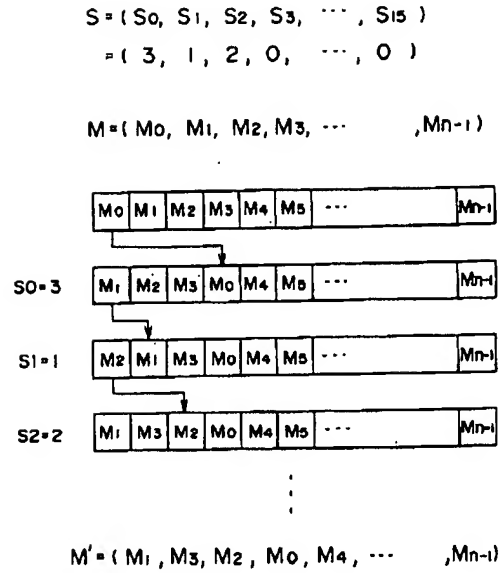 S=(S0, S1, S2, S3, ···, S15)
=(3, 1, 2, 0, ···, 0)
M=(M0, M1, M2, M3, ··· ,Mn-1)
M0 M1 M2 M3 M4 M5 ··· Mn-1
S0=3 M1 M2 M3 M0 M4 M5 ··· Mn-1
S1=1 M2 M1 M3 M0 M4 M5 ··· Mn-1
S2=2 M1 M3 M2 M0 M4 M5 ··· Mn-1
M'=(M1, M3, M2, M0, M4, ··· ,Mn-1)